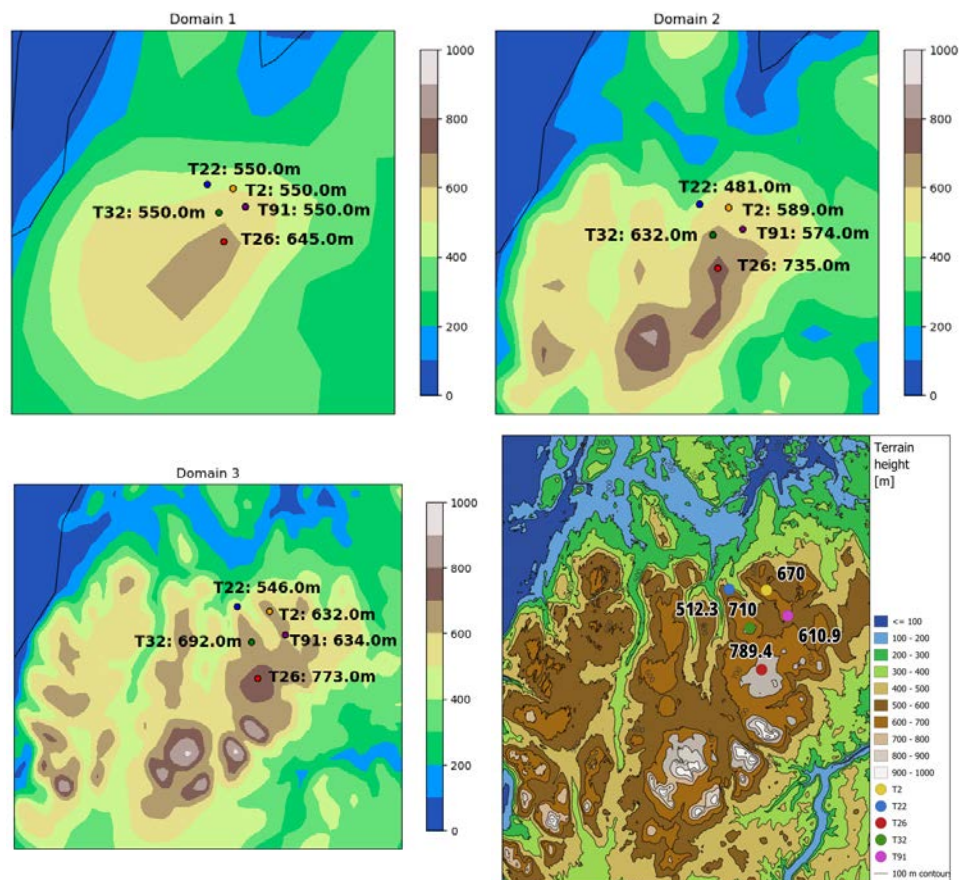 Domain 1
T22: 550.0m
T2: 550.0m
T32: 550.0m
T91: 550.0m
T26: 645.0m
1000
800
600
400
200
0
Domain 2
T22: 481.0m
T2: 589.0m
T32: 632.0m
T91: 574.0m
T26: 735.0m
1000
800
600
400
200
0
Domain 3
T22: 546.0m
T2: 632.0m
T32: 692.0m
T91: 634.0m
T26: 773.0m
1000
800
600
400
200
0
670
512.3
710
610.9
789.4
Terrain
height
[m]
<= 100
100 - 200
200 - 300
300 - 400
400 - 500
500 - 600
600 - 700
700 - 800
800 - 900
900 - 1000
T2
T22
T26
T32
T91
100 m contours